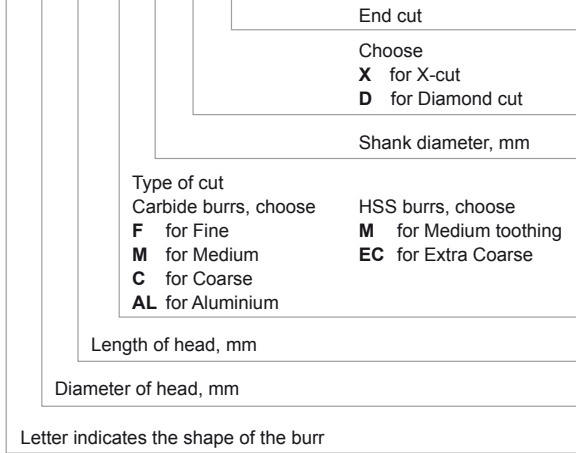 End cut
Choose
X for X-cut
D for Diamond cut
Shank diameter, mm
Type of cut
Carbide burrs, choose HSS burrs, choose
F for Fine M for Medium toothing
M for Medium EC for Extra Coarse
C for Coarse
AL for Aluminium
Length of head, mm
Diameter of head, mm
Letter indicates the shape of the burr